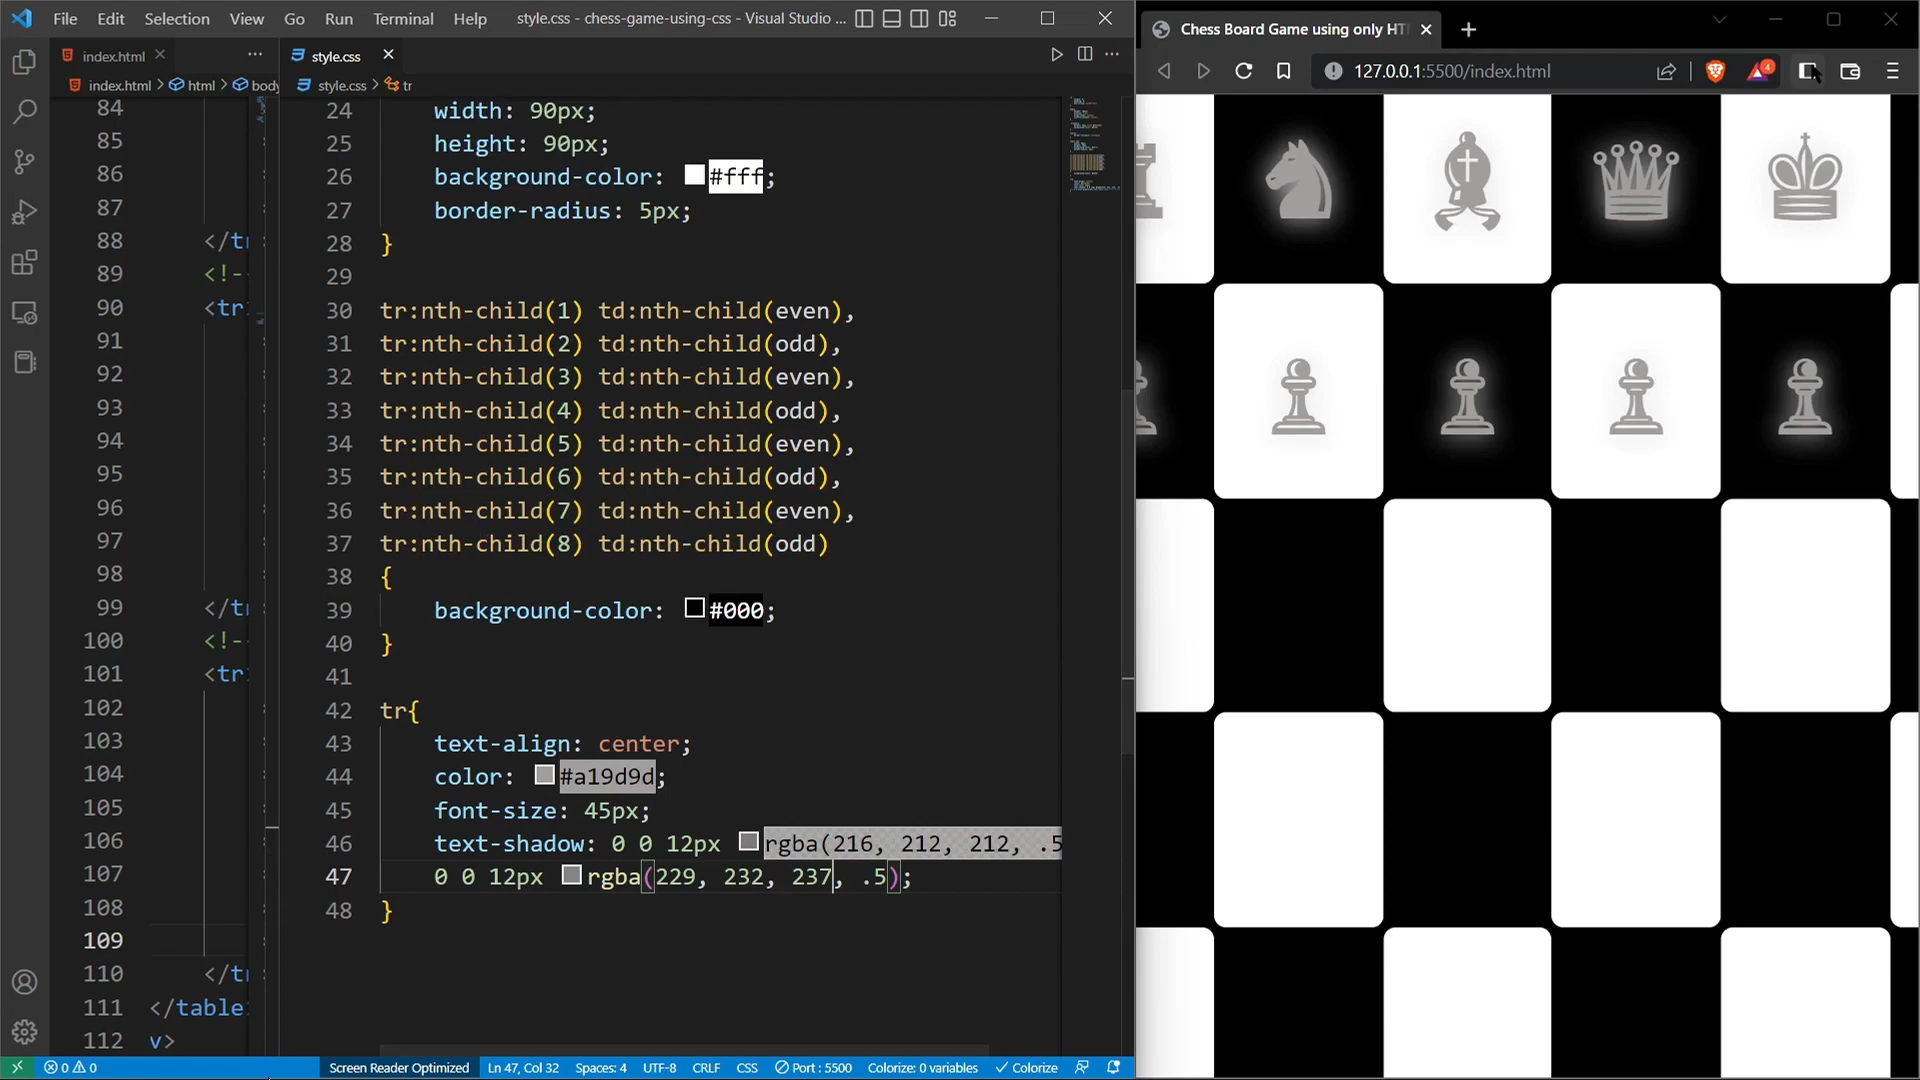 File Edit Selection View Go Run Terminal Help style.css - chess-game-using-css - Visual Studio ...
index.html
style.css
index.html > html > body
style.css > tr
84
85
86
87
88 </tr
89 <!-
90 <tr
91
92
93
94
95
96
97
98
99 </tr
100 <!-
101 <tr
102
103
104
105
106
107
108
109
110 </tr
111 </table
112 v>
24 width: 90px;
25 height: 90px;
26 background-color: #fff;
27 border-radius: 5px;
28 }
29
30 tr:nth-child(1) td:nth-child(even),
31 tr:nth-child(2) td:nth-child(odd),
32 tr:nth-child(3) td:nth-child(even),
33 tr:nth-child(4) td:nth-child(odd),
34 tr:nth-child(5) td:nth-child(even),
35 tr:nth-child(6) td:nth-child(odd),
36 tr:nth-child(7) td:nth-child(even),
37 tr:nth-child(8) td:nth-child(odd)
38 {
39 background-color: #000;
40 }
41
42 tr{
43 text-align: center;
44 color: #a19d9d;
45 font-size: 45px;
46 text-shadow: 0 0 12px rgba(216, 212, 212, .5
47 0 0 12px rgba(229, 232, 237, .5);
48 }
0 0 Screen Reader Optimized Ln 47, Col 32 Spaces: 4 UTF-8 CRLF CSS Port : 5500 Colorize: 0 variables Colorize
Chess Board Game using only HT
127.0.0.1:5500/index.html
4